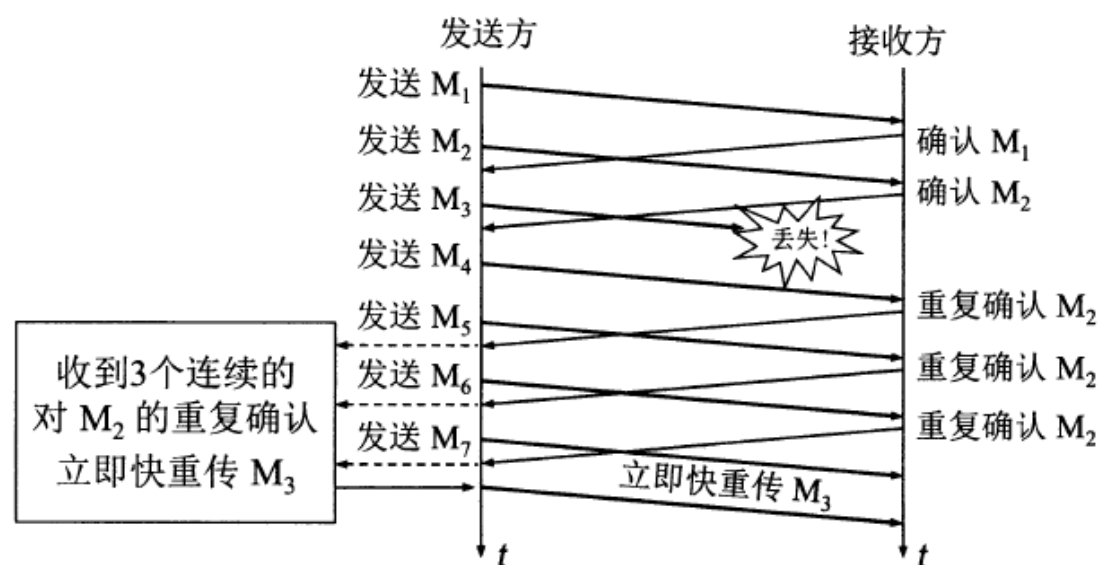 发送方
接收方
发送 M₁
确认 M₁
发送 M₂
确认 M₂
发送 M₃
丢失!
发送 M₄
重复确认 M₂
发送 M₅
重复确认 M₂
发送 M₆
重复确认 M₂
发送 M₇
收到3个连续的
对 M₂ 的重复确认
立即快重传 M₃
立即快重传 M₃
t
t